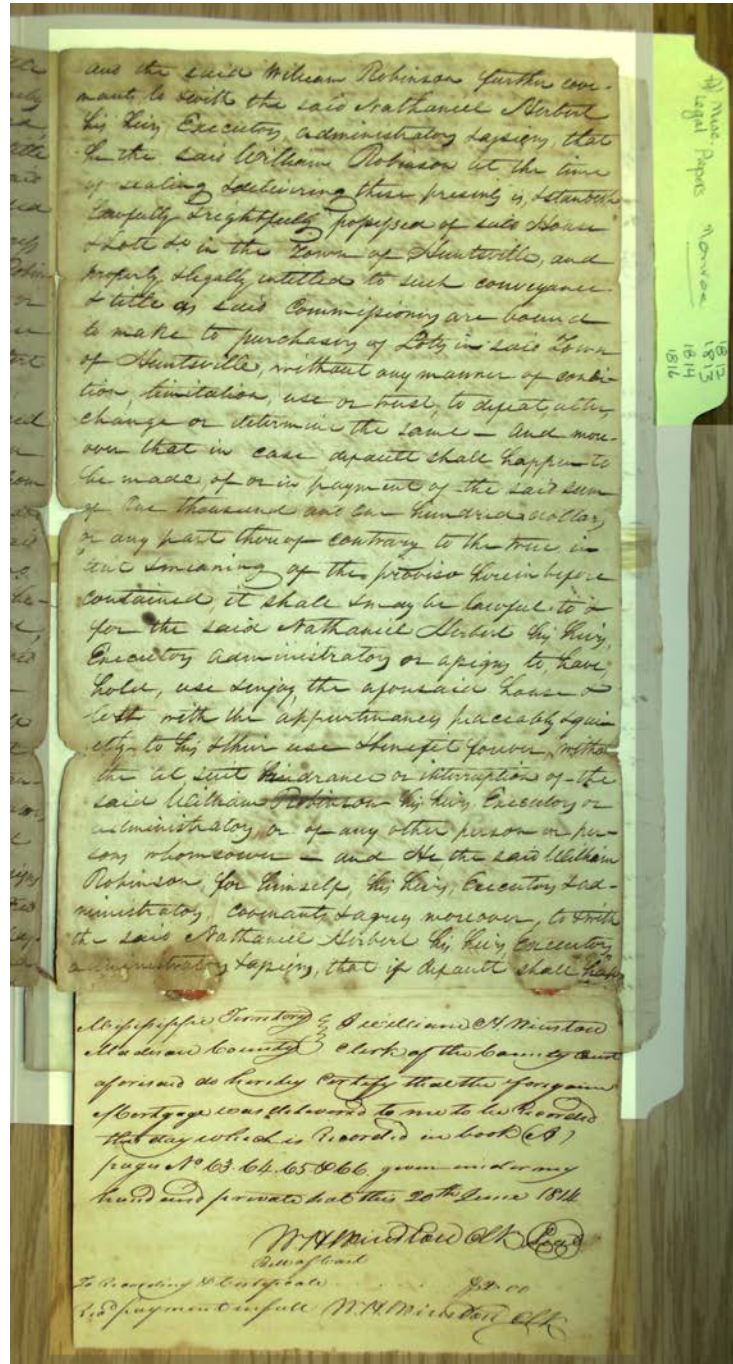 and the said William Robinson further cove-
nants to & with the said Nathaniel Herbert
his heirs Executors, administrators & assigns, that
he the said William Robinson at the time
of sealing & delivering these presents is, & standeth
lawfully & rightfully possessed of said House
& Lott &c in the Town of Huntsville, and
properly & legally intitled to such conveyance
& title as said Commissioners are bound
to make to purchasers of Lots in said Town
of Huntsville, without any manner of condi-
tion, limitation, use or trust, to defeat, alter,
change or determine the same — and more-
over that in case default shall happen to
be made of or in payment of the said sum
of One thousand and one hundred dollars,
or any part thereof contrary to the true in
tent & meaning of the proviso herein before
contained, it shall & may be lawful to &
for the said Nathaniel Herbert his heirs,
Executors administrators or assigns to, have,
hold, use & enjoy, the aforesaid house &
lott with the appurtenances peaceably & qui-
etly to his & their use & benefit forever, witho
the let suit hindrance or interruption of the
said William Robinson his heirs, Executors or
administrators, or of any other person or per-
sons whomsoever — and He the said William
Robinson, for himself, his heirs, Executors & ad-
ministrators, covenants & agrees moreover, to & with
the said Nathaniel Herbert his heirs Executors
administrators & assigns, that if default shall hap
Mississippi Territory } I William H Winston
Madison County } Clerk of the County Court
aforesaid do hereby Certify that the foregoing
Mortgage was delivered to me to be Recorded
this day which is Recorded in book (A)
pages No 63. 64. 65 & 66 given under my
hand and private seal this 20th June 1814
W H Winston Clk Seal
Bill of Cost
To Recording & Certificate
Recd payment in full W. H. Winston Clk
A) Misc.
Legal Papers Monroe
1812
1813
1814
1816